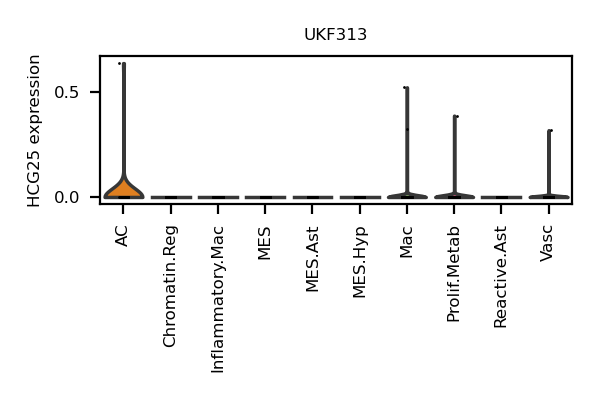 UKF313
HCG25 expression
0.5
0.0
AC
Chromatin.Reg
Inflammatory.Mac
MES
MES.Ast
MES.Hyp
Mac
Prolif.Metab
Reactive.Ast
Vasc